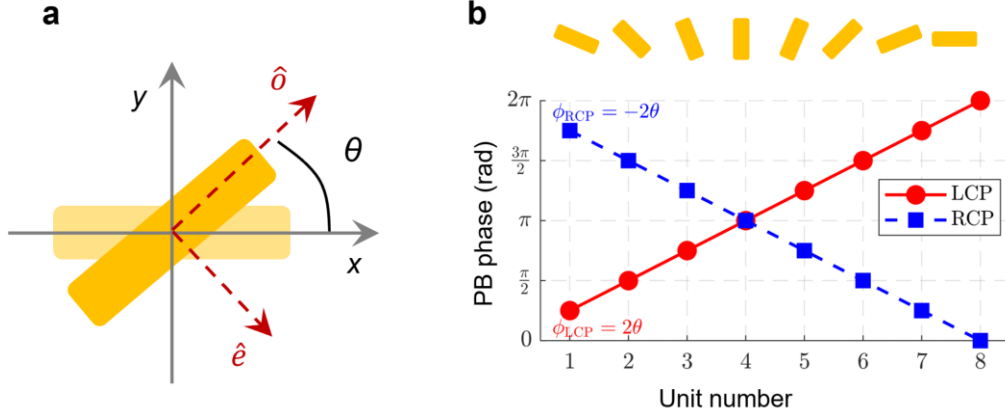 a
y
ô
θ
x
ê
b
2π
3π/2
π
π/2
0
PB phase (rad)
ϕRCP = −2θ
ϕLCP = 2θ
LCP
RCP
1 2 3 4 5 6 7 8
Unit number